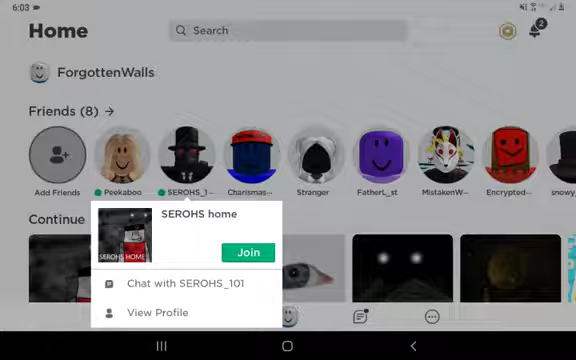 6:03
Home
Search
2
ForgottenWalls
Friends (8) →
Add Friends
Peekaboo
SEROHS_1--
Charismas--
Stranger
FatherL_st
MistakenW--
Encrypted--
snowy_
Continue
SEROHS home
SEROHS HOME
Join
Chat with SEROHS_101
View Profile